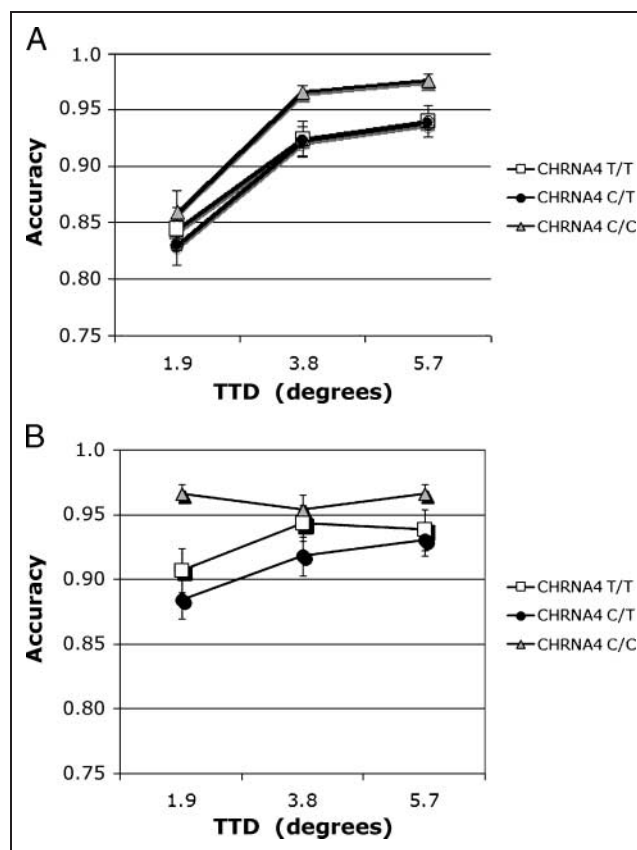 A
1.0
0.95
0.90
0.85
0.80
0.75
Accuracy
1.9 3.8 5.7
TTD (degrees)
CHRNA4 T/T
CHRNA4 C/T
CHRNA4 C/C
B
1.0
0.95
0.90
0.85
0.80
0.75
Accuracy
1.9 3.8 5.7
TTD (degrees)
CHRNA4 T/T
CHRNA4 C/T
CHRNA4 C/C